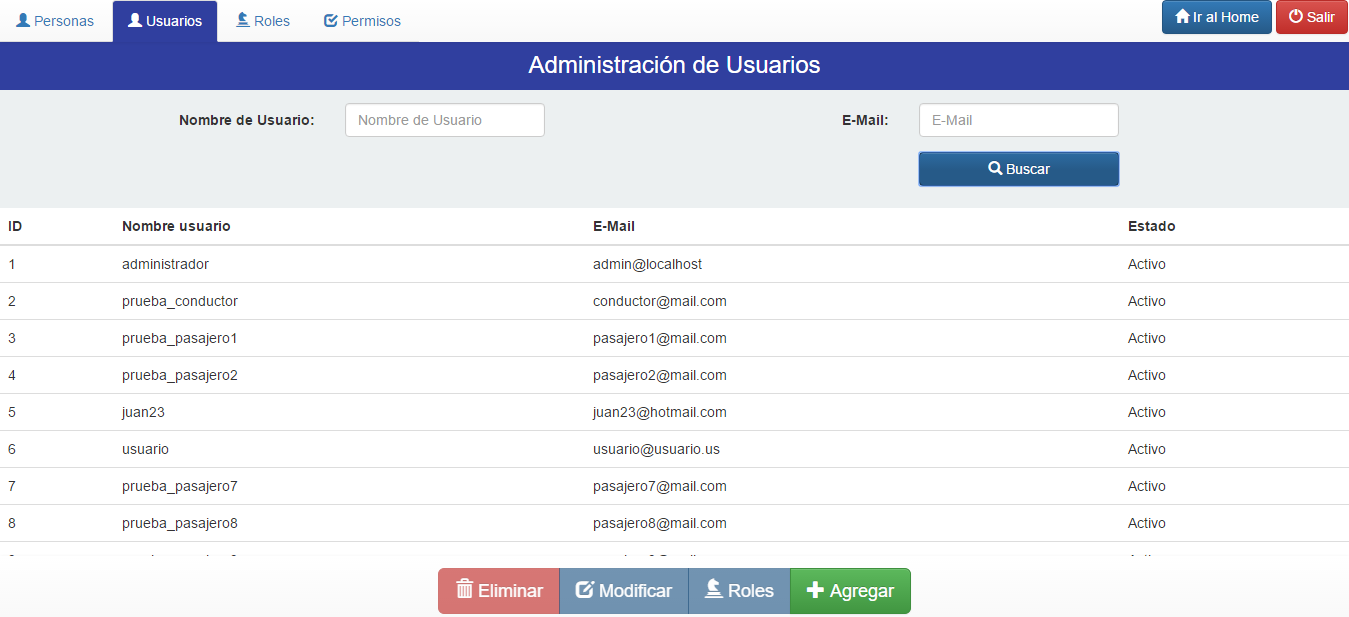 Personas Usuarios Roles Permisos Ir al Home Salir
Administración de Usuarios
Nombre de Usuario: Nombre de Usuario E-Mail: E-Mail
Buscar
ID Nombre usuario E-Mail Estado
1 administrador admin@localhost Activo
2 prueba_conductor conductor@mail.com Activo
3 prueba_pasajero1 pasajero1@mail.com Activo
4 prueba_pasajero2 pasajero2@mail.com Activo
5 juan23 juan23@hotmail.com Activo
6 usuario usuario@usuario.us Activo
7 prueba_pasajero7 pasajero7@mail.com Activo
8 prueba_pasajero8 pasajero8@mail.com Activo
Eliminar Modificar Roles Agregar